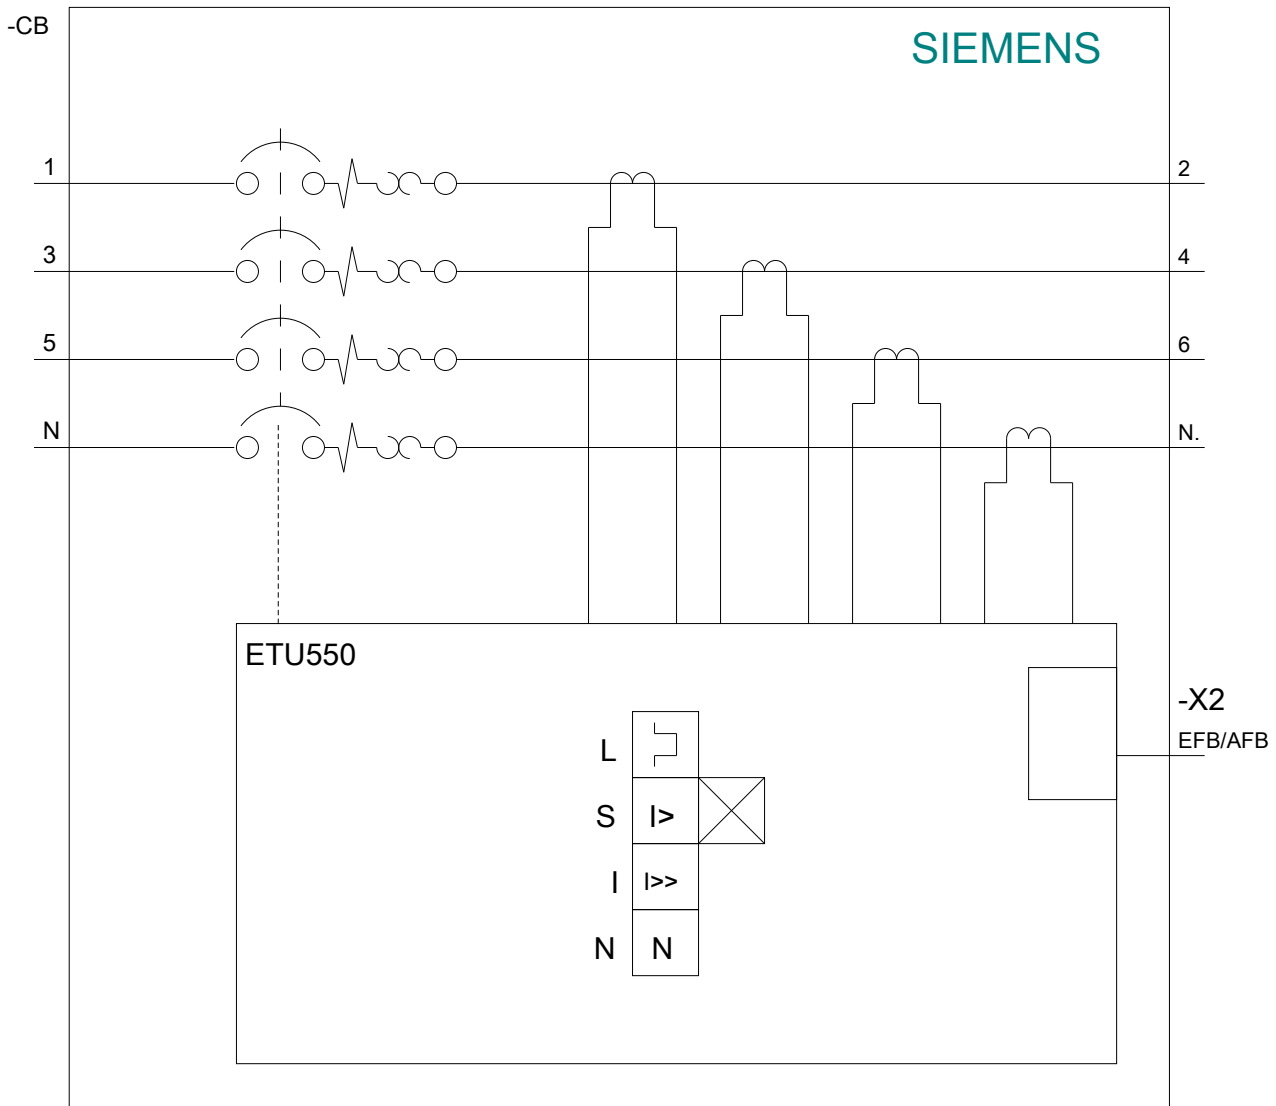 -CB
SIEMENS
1 2
3 4
5 6
N N.
ETU550
-X2
EFB/AFB
L
S I>
I I>>
N N